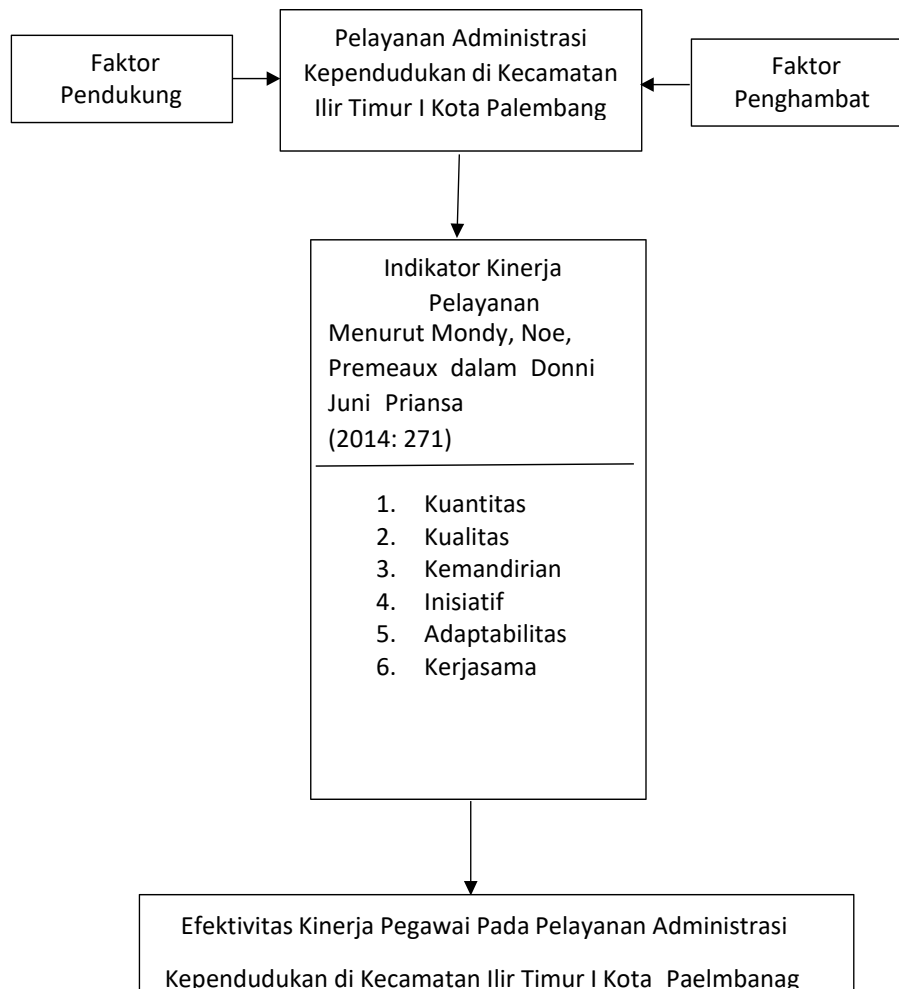 Faktor
Pendukung
Pelayanan Administrasi
Kependudukan di Kecamatan
Ilir Timur I Kota Palembang
Faktor
Penghambat
Indikator Kinerja
Pelayanan
Menurut Mondy, Noe,
Premeaux dalam Donni
Juni Priansa
(2014: 271)
1. Kuantitas
2. Kualitas
3. Kemandirian
4. Inisiatif
5. Adaptabilitas
6. Kerjasama
Efektivitas Kinerja Pegawai Pada Pelayanan Administrasi
Kependudukan di Kecamatan Ilir Timur I Kota Paelmbanag